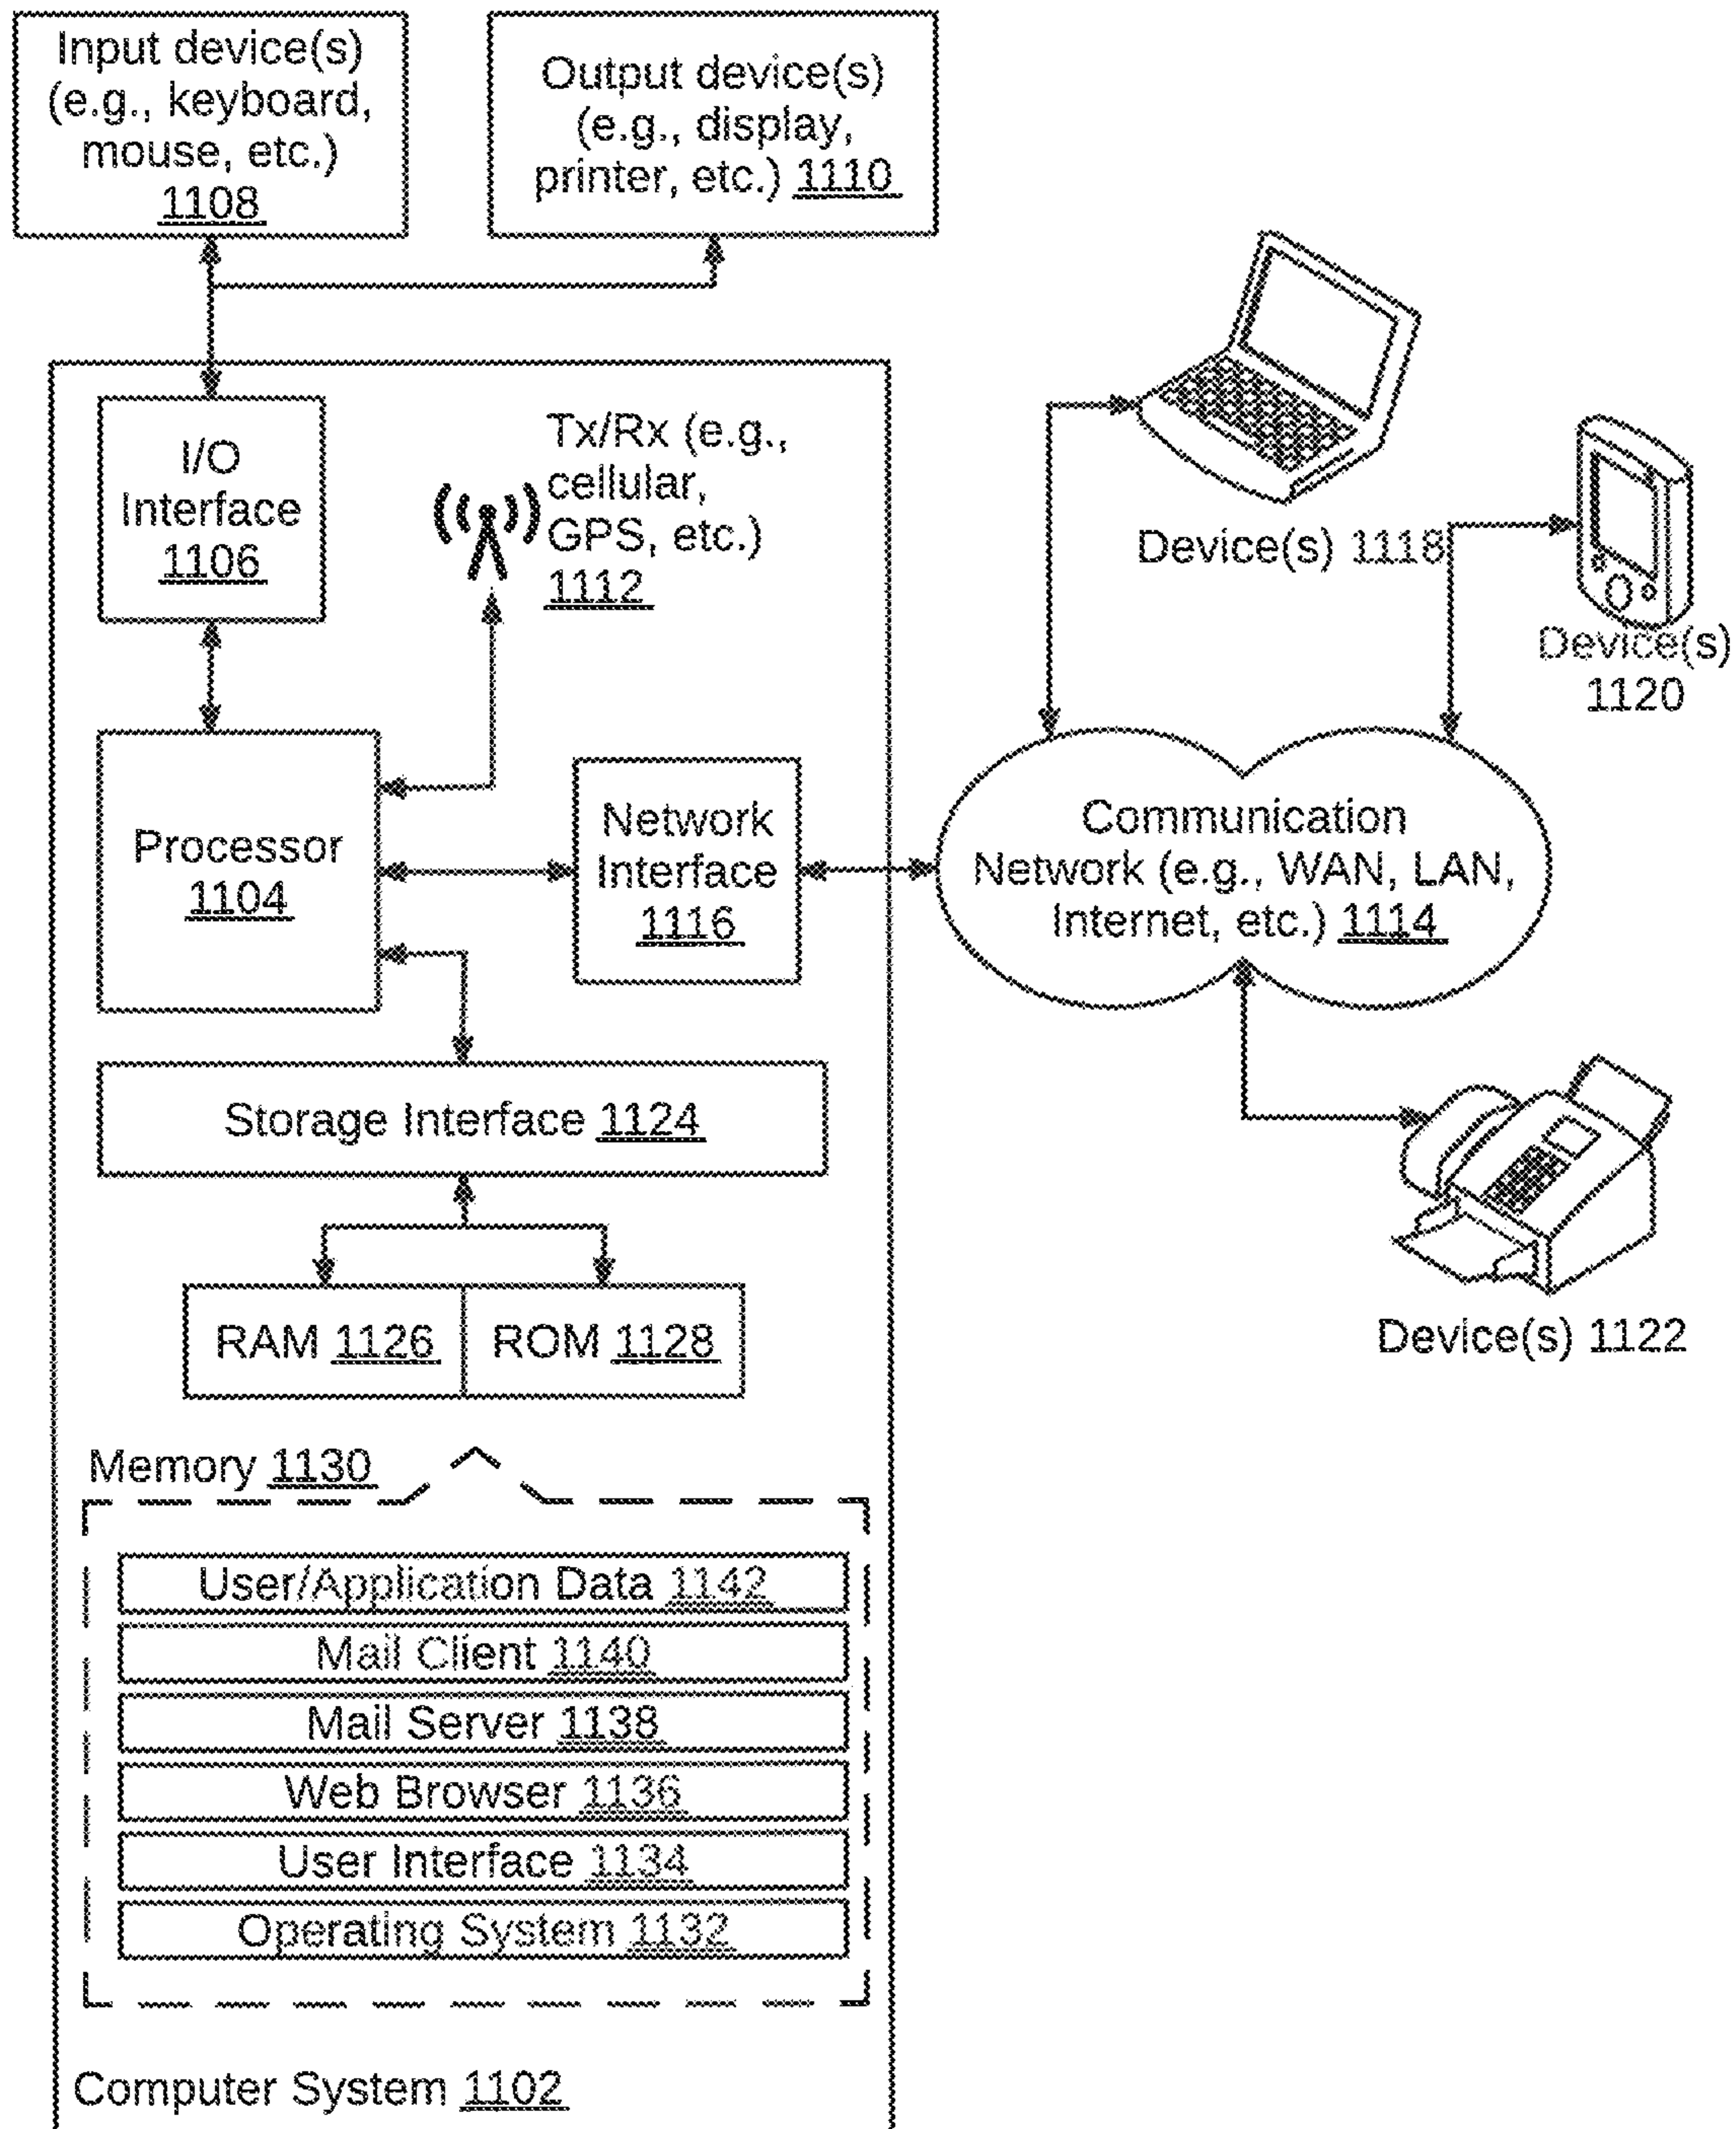 Input device(s)
(e.g., keyboard,
mouse, etc.)
1108
Output device(s)
(e.g., display,
printer, etc.) 1110
I/O
Interface
1106
Tx/Rx (e.g.,
cellular,
GPS, etc.)
1112
Device(s) 1118
Device(s)
1120
Processor
1104
Network
Interface
1116
Communication
Network (e.g., WAN, LAN,
Internet, etc.) 1114
Storage Interface 1124
RAM 1126
ROM 1128
Device(s) 1122
Memory 1130
User/Application Data 1142
Mail Client 1140
Mail Server 1138
Web Browser 1136
User Interface 1134
Operating System 1132
Computer System 1102